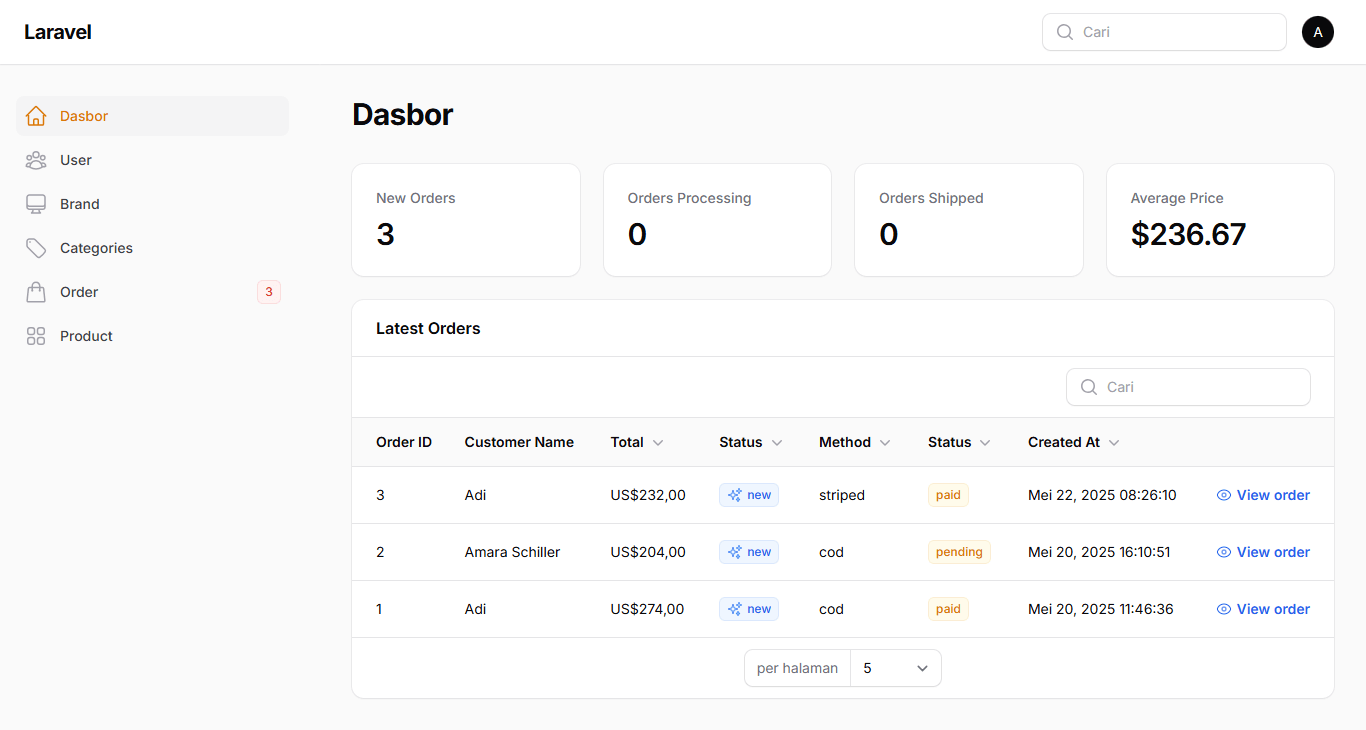 Laravel
Cari
A
Dasbor
User
Brand
Categories
Order 3
Product
Dasbor
New Orders
3
Orders Processing
0
Orders Shipped
0
Average Price
$236.67
Latest Orders
Cari
Order ID Customer Name Total Status Method Status Created At
3 Adi US$232,00 new striped paid Mei 22, 2025 08:26:10 View order
2 Amara Schiller US$204,00 new cod pending Mei 20, 2025 16:10:51 View order
1 Adi US$274,00 new cod paid Mei 20, 2025 11:46:36 View order
per halaman 5